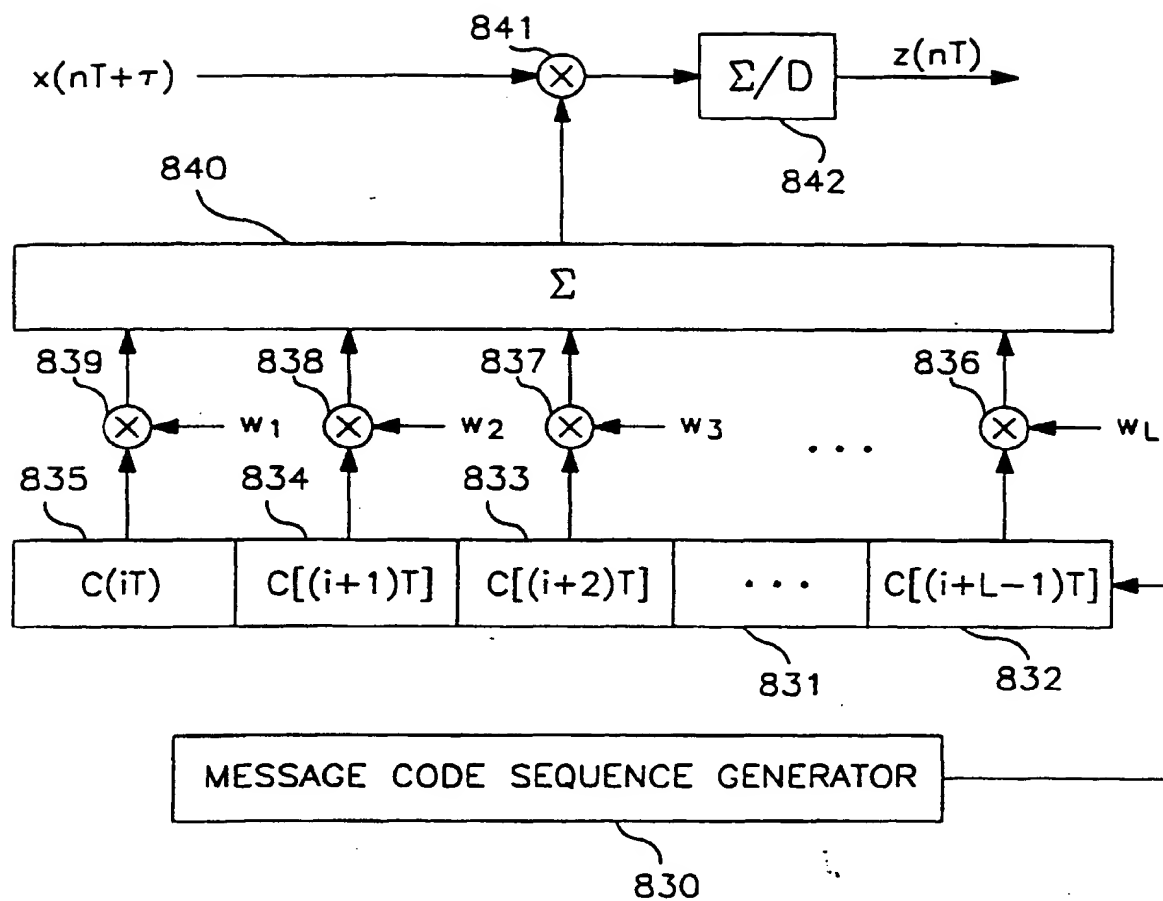 841
x(nT+τ)
Σ/D
z(nT)
842
840
Σ
839
838
837
836
w1
w2
w3
...
wL
835
834
833
C(iT)
C[(i+1)T]
C[(i+2)T]
...
C[(i+L−1)T]
831
832
MESSAGE CODE SEQUENCE GENERATOR
830